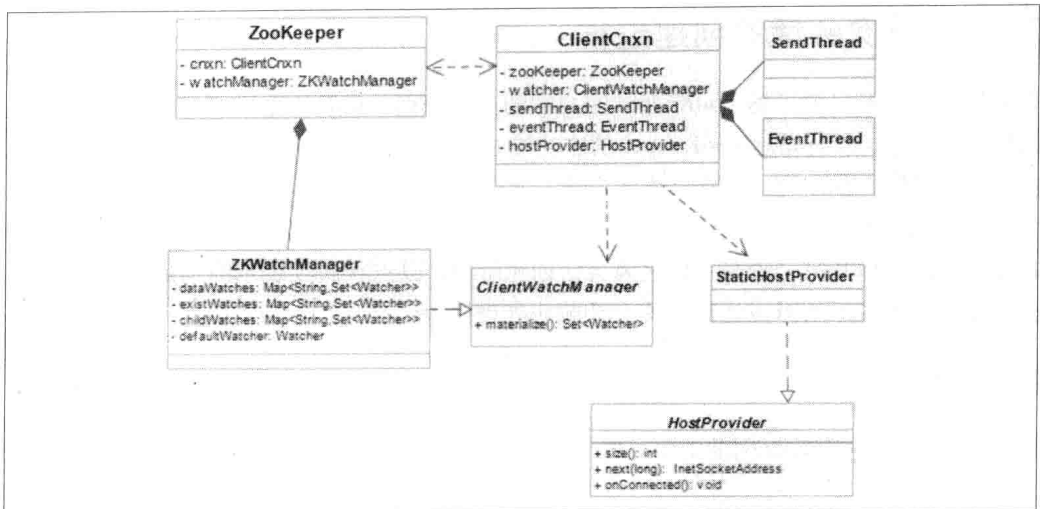 ZooKeeper
- cnxn: ClientCnxn
- watchManager: ZKWatchManager
ClientCnxn
- zooKeeper: ZooKeeper
- watcher: ClientWatchManager
- sendThread: SendThread
- eventThread: EventThread
- hostProvider: HostProvider
SendThread
EventThread
ZKWatchManager
- dataWatches: Map<String,Set<Watcher>>
- existWatches: Map<String,Set<Watcher>>
- childWatches: Map<String,Set<Watcher>>
- defaultWatcher: Watcher
ClientWatchManager
+ materialize(): Set<Watcher>
StaticHostProvider
HostProvider
+ size(): int
+ next(long): InetSocketAddress
+ onConnected(): void